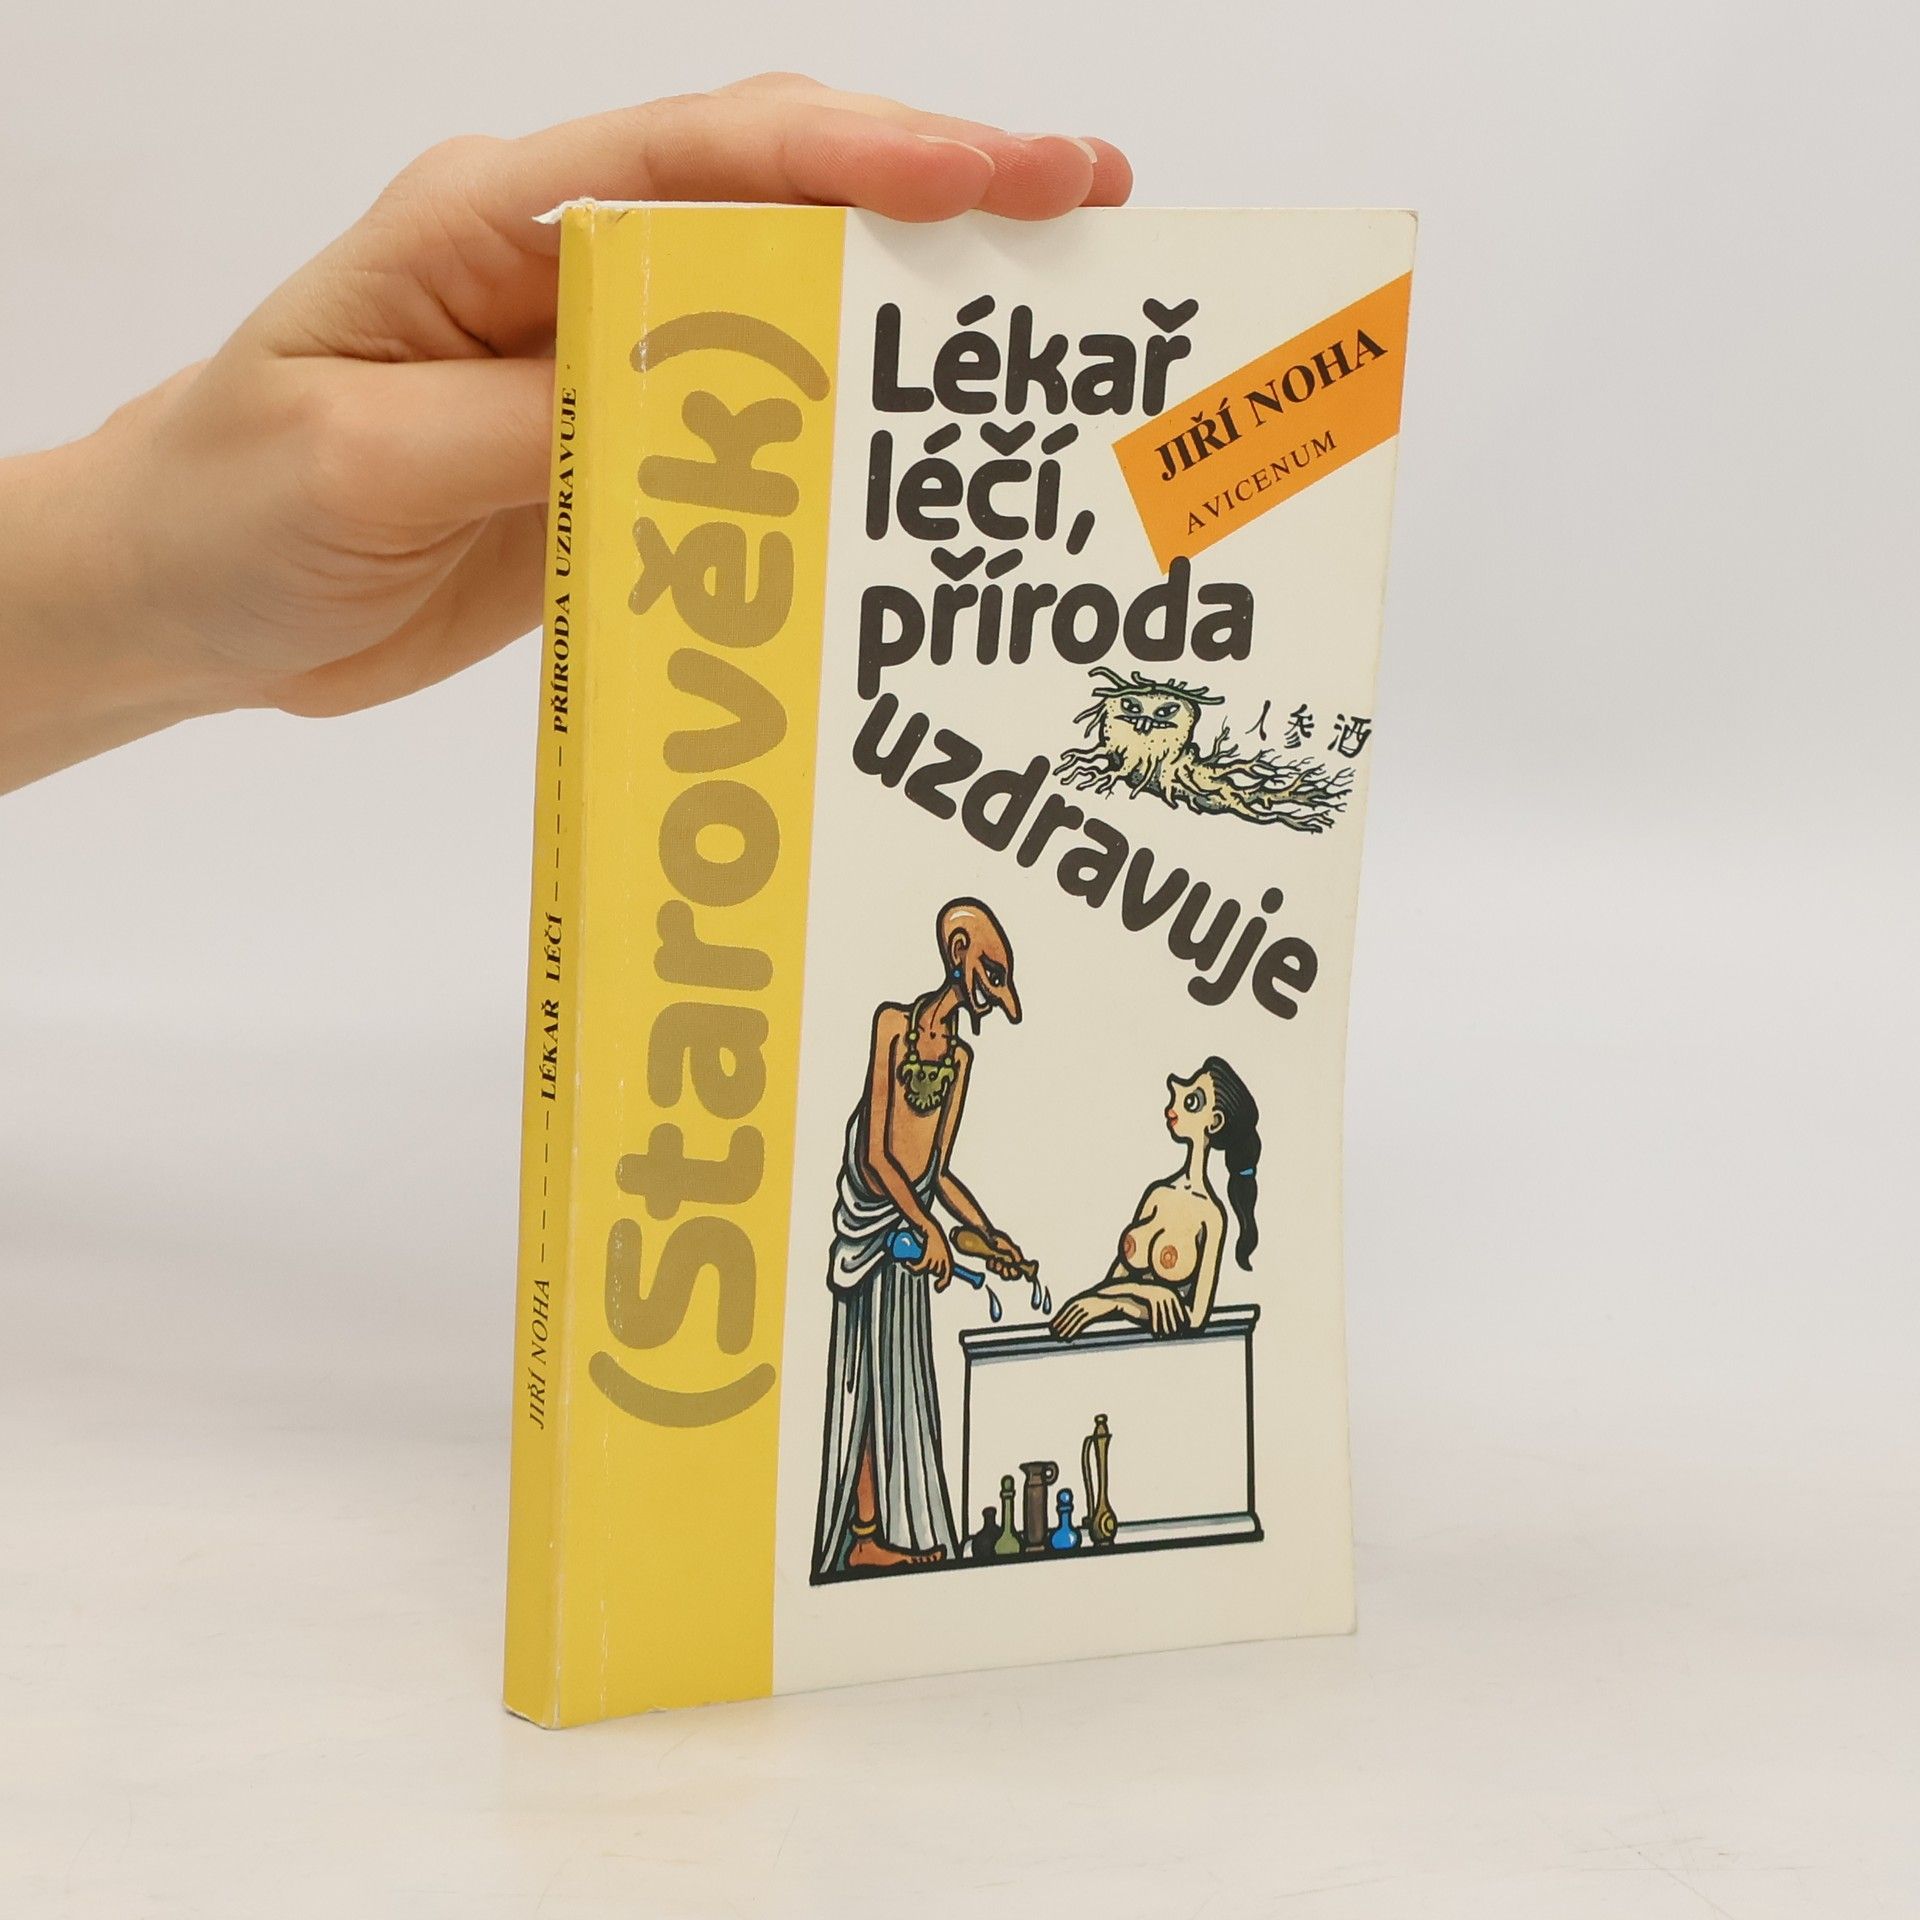 JIŘÍ NOHA – – – – – LÉKAŘ LÉČÍ – – – – – PŘÍRODA UZDRAVUJE
(Starověk)
Lékař
léčí,
příroda
uzdravuje
JIŘÍ NOHA
AVICENUM
人参酒